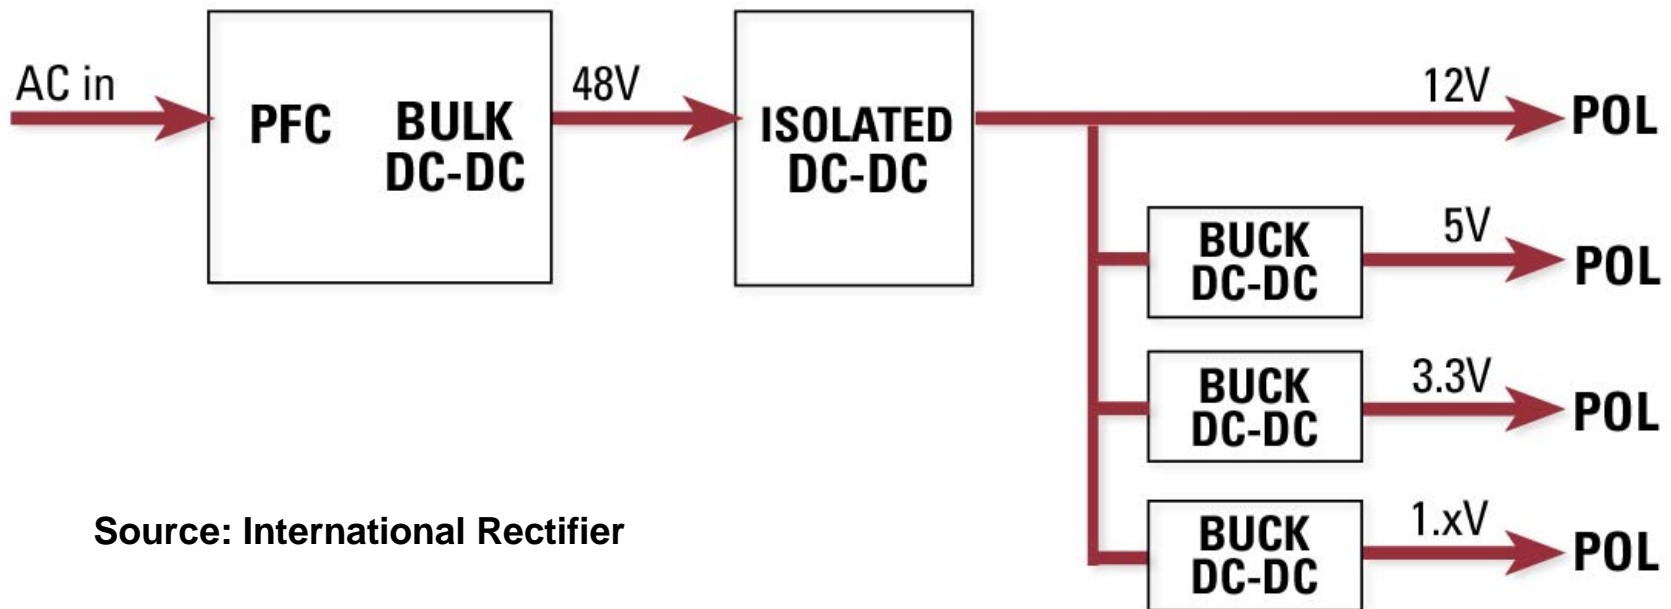 AC in
PFC
BULK
DC-DC
48V
ISOLATED
DC-DC
12V
POL
BUCK
DC-DC
5V
POL
BUCK
DC-DC
3.3V
POL
BUCK
DC-DC
1.xV
POL
Source: International Rectifier